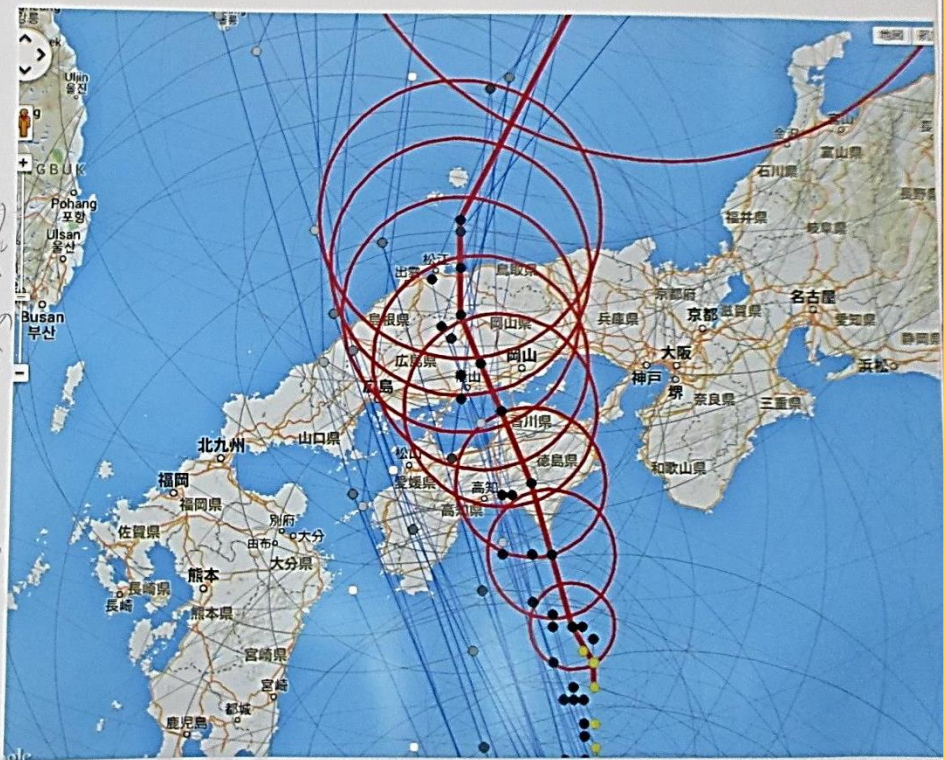 Uljin
울진
GBUK
Pohang
포항
Ulsan
울산
Busan
부산
地図
金沢
富山
富山県
石川県
長野
福井県
岐阜県
松江
出雲
鳥取県
京都府
京都
滋賀県
名古屋
愛知県
静岡
島根県
岡山県
兵庫県
広島県
岡山
大阪
神戸
堺
浜松
広島
奈良県
三重県
香川県
山口県
北九州
松山
愛媛県
徳島県
和歌山県
福岡
福岡県
高知
高知県
別府
大分
佐賀県
由布
大分県
熊本
長崎県
長崎
熊本県
宮崎県
宮崎
都城
鹿児島